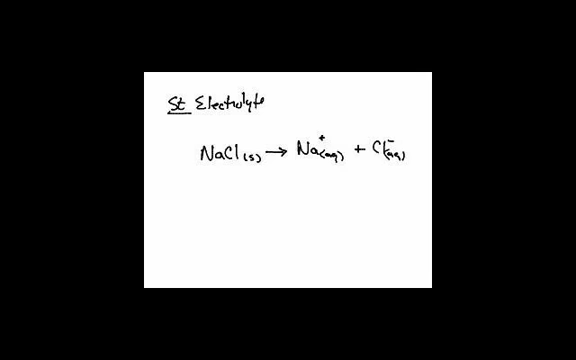 St Electrolyte
NaCl(s) → Na⁺(aq) + Cl⁻(aq)